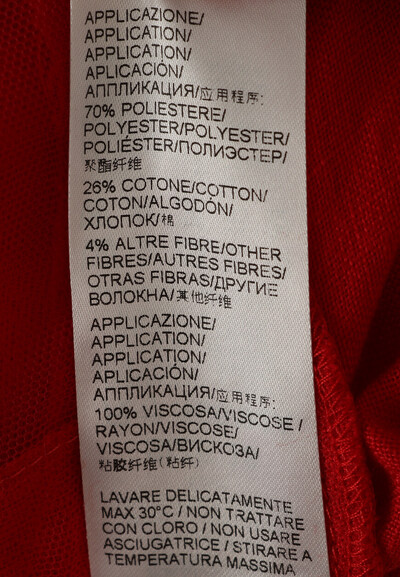 APPLICAZIONE/
APPLICATION/
APPLICATION/
APLICACIÓN/
АППЛИКАЦИЯ/应用程序:
70% POLIESTERE/
POLYESTER/POLYESTER/
POLIÉSTER/ПОЛИЭСТЕР/
聚酯纤维
26% COTONE/COTTON/
COTON/ALGODÓN/
ХЛОПОК/棉
4% ALTRE FIBRE/OTHER
FIBRES/AUTRES FIBRES/
OTRAS FIBRAS/ДРУГИЕ
ВОЛОКНА/其他纤维
APPLICAZIONE/
APPLICATION/
APPLICATION/
APLICACIÓN/
АППЛИКАЦИЯ/应用程序:
100% VISCOSA/VISCOSE /
RAYON/VISCOSE/
VISCOSA/ВИСКОЗА/
粘胶纤维(粘纤)
LAVARE DELICATAMENTE
MAX 30°C / NON TRATTARE
CON CLORO / NON USARE
ASCIUGATRICE / STIRARE A
TEMPERATURA MASSIMA